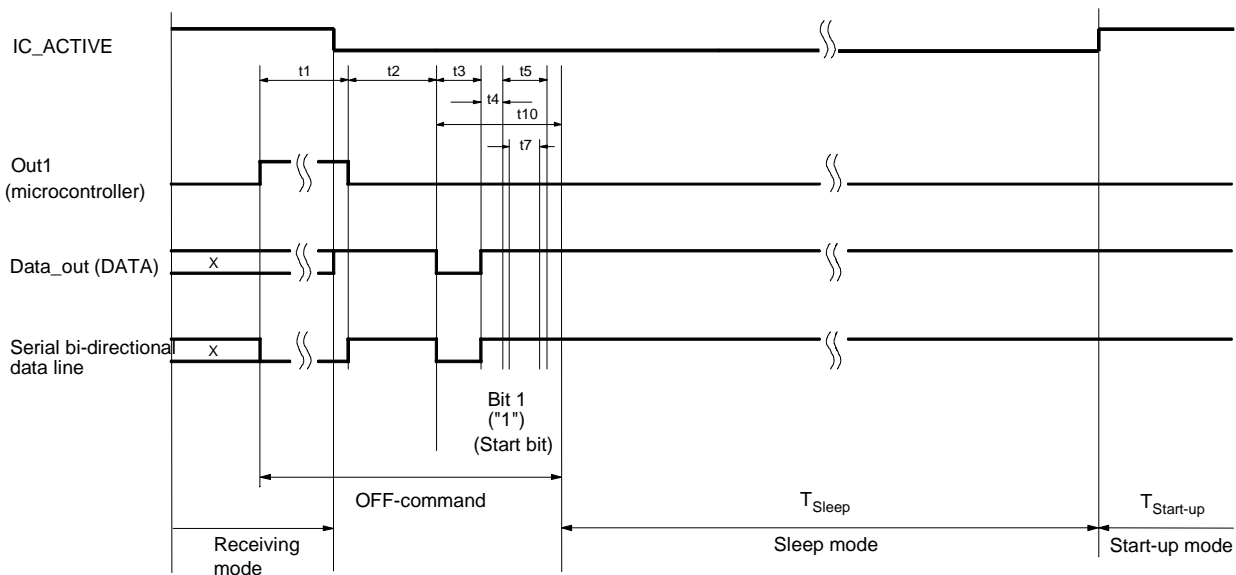 IC_ACTIVE
t1
t2
t3
t5
t4
t10
t7
Out1
(microcontroller)
Data_out (DATA)
X
Serial bi-directional
data line
X
Bit 1
("1")
(Start bit)
OFF-command
TSleep
TStart-up
Receiving
mode
Sleep mode
Start-up mode